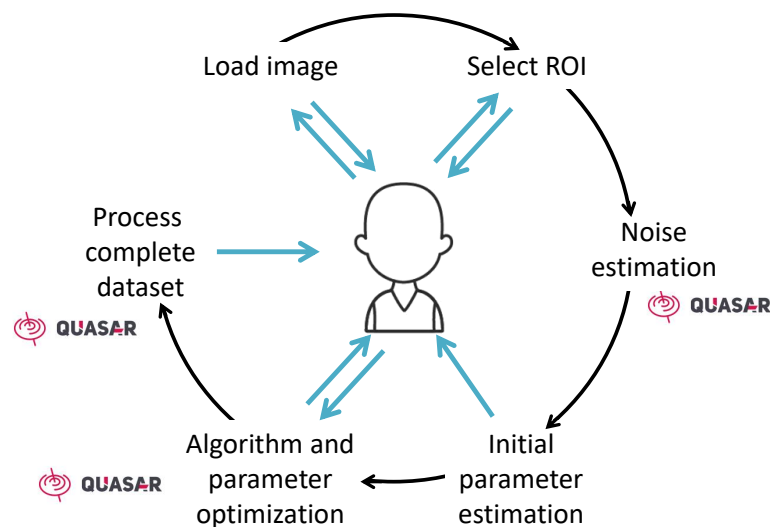 Load image
Select ROI
Noise
estimation
QUASAR
Initial
parameter
estimation
Algorithm and
parameter
optimization
QUASAR
Process
complete
dataset
QUASAR